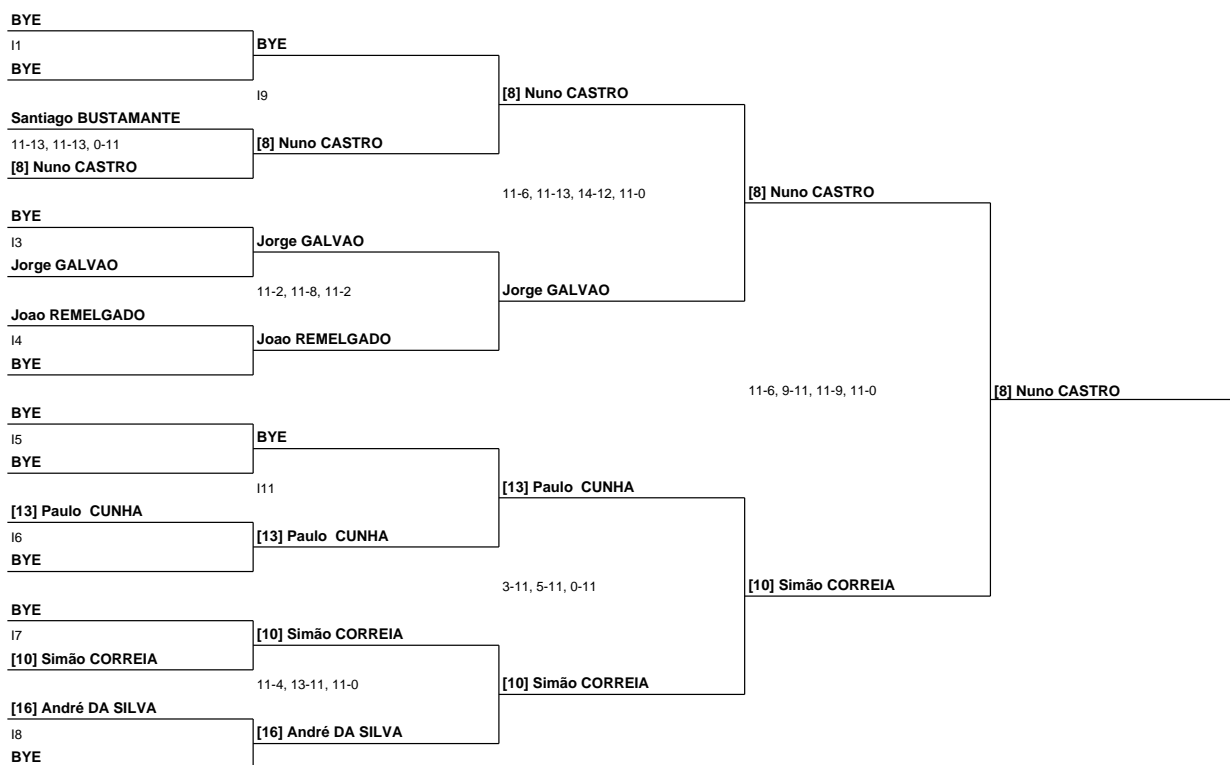 BYE
I1
BYE
BYE
I9
[8] Nuno CASTRO
Santiago BUSTAMANTE
11-13, 11-13, 0-11
[8] Nuno CASTRO
[8] Nuno CASTRO
11-6, 11-13, 14-12, 11-0
[8] Nuno CASTRO
BYE
I3
Jorge GALVAO
Jorge GALVAO
11-2, 11-8, 11-2
Jorge GALVAO
Joao REMELGADO
I4
Joao REMELGADO
BYE
11-6, 9-11, 11-9, 11-0
[8] Nuno CASTRO
BYE
I5
BYE
BYE
I11
[13] Paulo  CUNHA
[13] Paulo  CUNHA
I6
[13] Paulo  CUNHA
BYE
3-11, 5-11, 0-11
[10] Simão CORREIA
BYE
I7
[10] Simão CORREIA
[10] Simão CORREIA
11-4, 13-11, 11-0
[10] Simão CORREIA
[16] André DA SILVA
I8
[16] André DA SILVA
BYE